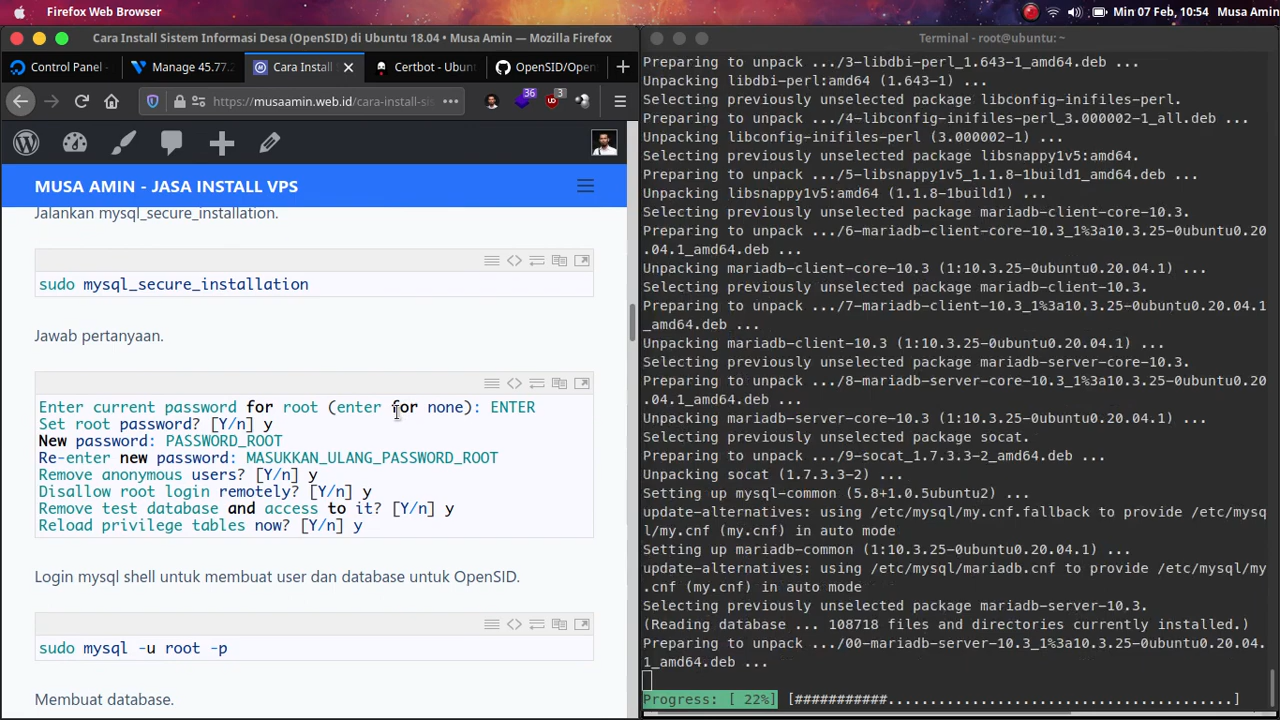 Firefox Web Browser
Min 07 Feb, 10:54 Musa Amin
Cara Install Sistem Informasi Desa (OpenSID) di Ubuntu 18.04 • Musa Amin — Mozilla Firefox
Control Panel -
Manage 45.77.2
Cara Install
Certbot - Ubun
OpenSID/Open
https://musaamin.web.id/cara-install-sis
36
3
MUSA AMIN - JASA INSTALL VPS
Jalankan mysql_secure_installation.
sudo mysql_secure_installation
Jawab pertanyaan.
Enter current password for root (enter for none): ENTER
Set root password? [Y/n] y
New password: PASSWORD_ROOT
Re-enter new password: MASUKKAN_ULANG_PASSWORD_ROOT
Remove anonymous users? [Y/n] y
Disallow root login remotely? [Y/n] y
Remove test database and access to it? [Y/n] y
Reload privilege tables now? [Y/n] y
Login mysql shell untuk membuat user dan database untuk OpenSID.
sudo mysql -u root -p
Membuat database.
Terminal - root@ubuntu: ~
Preparing to unpack .../3-libdbi-perl_1.643-1_amd64.deb ...
Unpacking libdbi-perl:amd64 (1.643-1) ...
Selecting previously unselected package libconfig-inifiles-perl.
Preparing to unpack .../4-libconfig-inifiles-perl_3.000002-1_all.deb ...
Unpacking libconfig-inifiles-perl (3.000002-1) ...
Selecting previously unselected package libsnappy1v5:amd64.
Preparing to unpack .../5-libsnappy1v5_1.1.8-1build1_amd64.deb ...
Unpacking libsnappy1v5:amd64 (1.1.8-1build1) ...
Selecting previously unselected package mariadb-client-core-10.3.
Preparing to unpack .../6-mariadb-client-core-10.3_1%3a10.3.25-0ubuntu0.20
.04.1_amd64.deb ...
Unpacking mariadb-client-core-10.3 (1:10.3.25-0ubuntu0.20.04.1) ...
Selecting previously unselected package mariadb-client-10.3.
Preparing to unpack .../7-mariadb-client-10.3_1%3a10.3.25-0ubuntu0.20.04.1
_amd64.deb ...
Unpacking mariadb-client-10.3 (1:10.3.25-0ubuntu0.20.04.1) ...
Selecting previously unselected package mariadb-server-core-10.3.
Preparing to unpack .../8-mariadb-server-core-10.3_1%3a10.3.25-0ubuntu0.20
.04.1_amd64.deb ...
Unpacking mariadb-server-core-10.3 (1:10.3.25-0ubuntu0.20.04.1) ...
Selecting previously unselected package socat.
Preparing to unpack .../9-socat_1.7.3.3-2_amd64.deb ...
Unpacking socat (1.7.3.3-2) ...
Setting up mysql-common (5.8+1.0.5ubuntu2) ...
update-alternatives: using /etc/mysql/my.cnf.fallback to provide /etc/mysq
l/my.cnf (my.cnf) in auto mode
Setting up mariadb-common (1:10.3.25-0ubuntu0.20.04.1) ...
update-alternatives: using /etc/mysql/mariadb.cnf to provide /etc/mysql/my
.cnf (my.cnf) in auto mode
Selecting previously unselected package mariadb-server-10.3.
(Reading database ... 108718 files and directories currently installed.)
Preparing to unpack .../00-mariadb-server-10.3_1%3a10.3.25-0ubuntu0.20.04.
1_amd64.deb ...
Progress: [ 22%] [###########......................................]